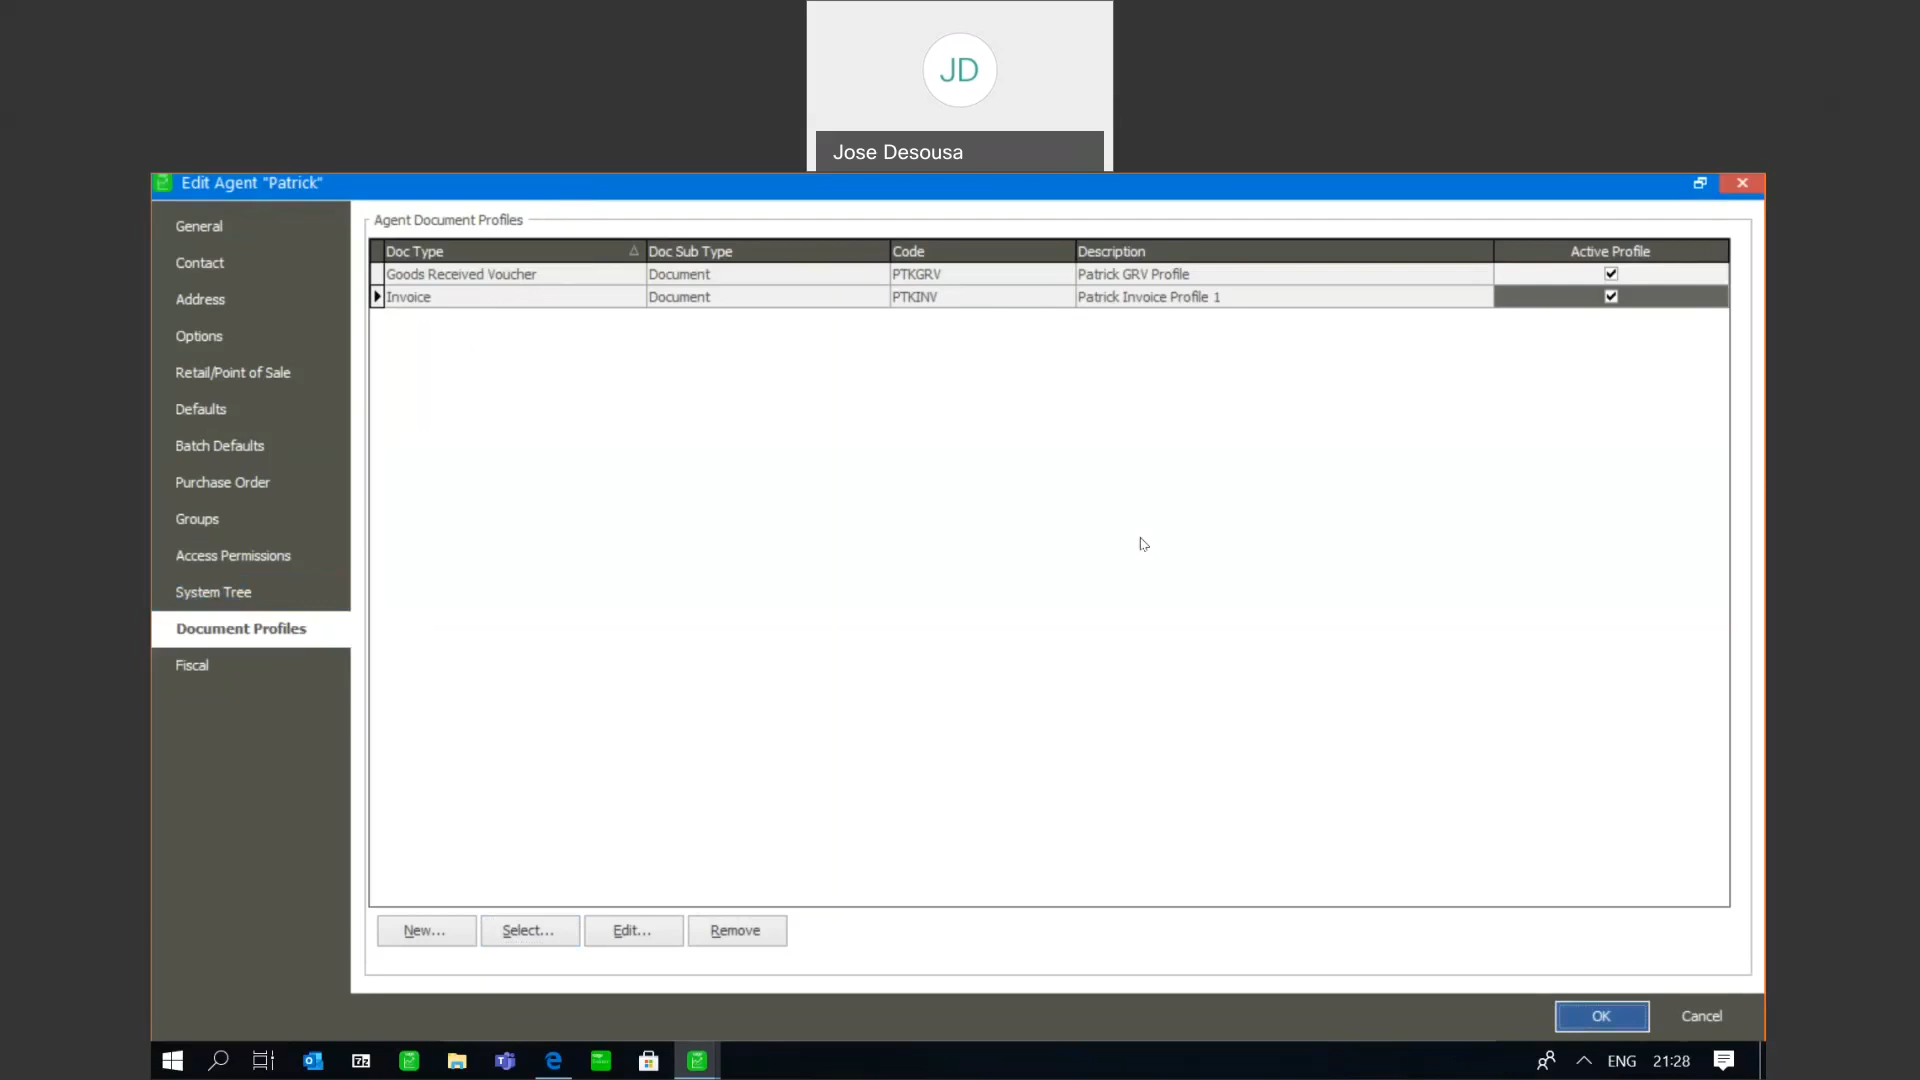 JD
Jose Desousa
Edit Agent "Patrick"
General
Contact
Address
Options
Retail/Point of Sale
Defaults
Batch Defaults
Purchase Order
Groups
Access Permissions
System Tree
Document Profiles
Fiscal
Agent Document Profiles
Doc Type Doc Sub Type Code Description Active Profile
Goods Received Voucher Document PTKGRV Patrick GRV Profile
Invoice Document PTKINV Patrick Invoice Profile 1
New... Select... Edit... Remove
OK Cancel
7z ENG 21:28